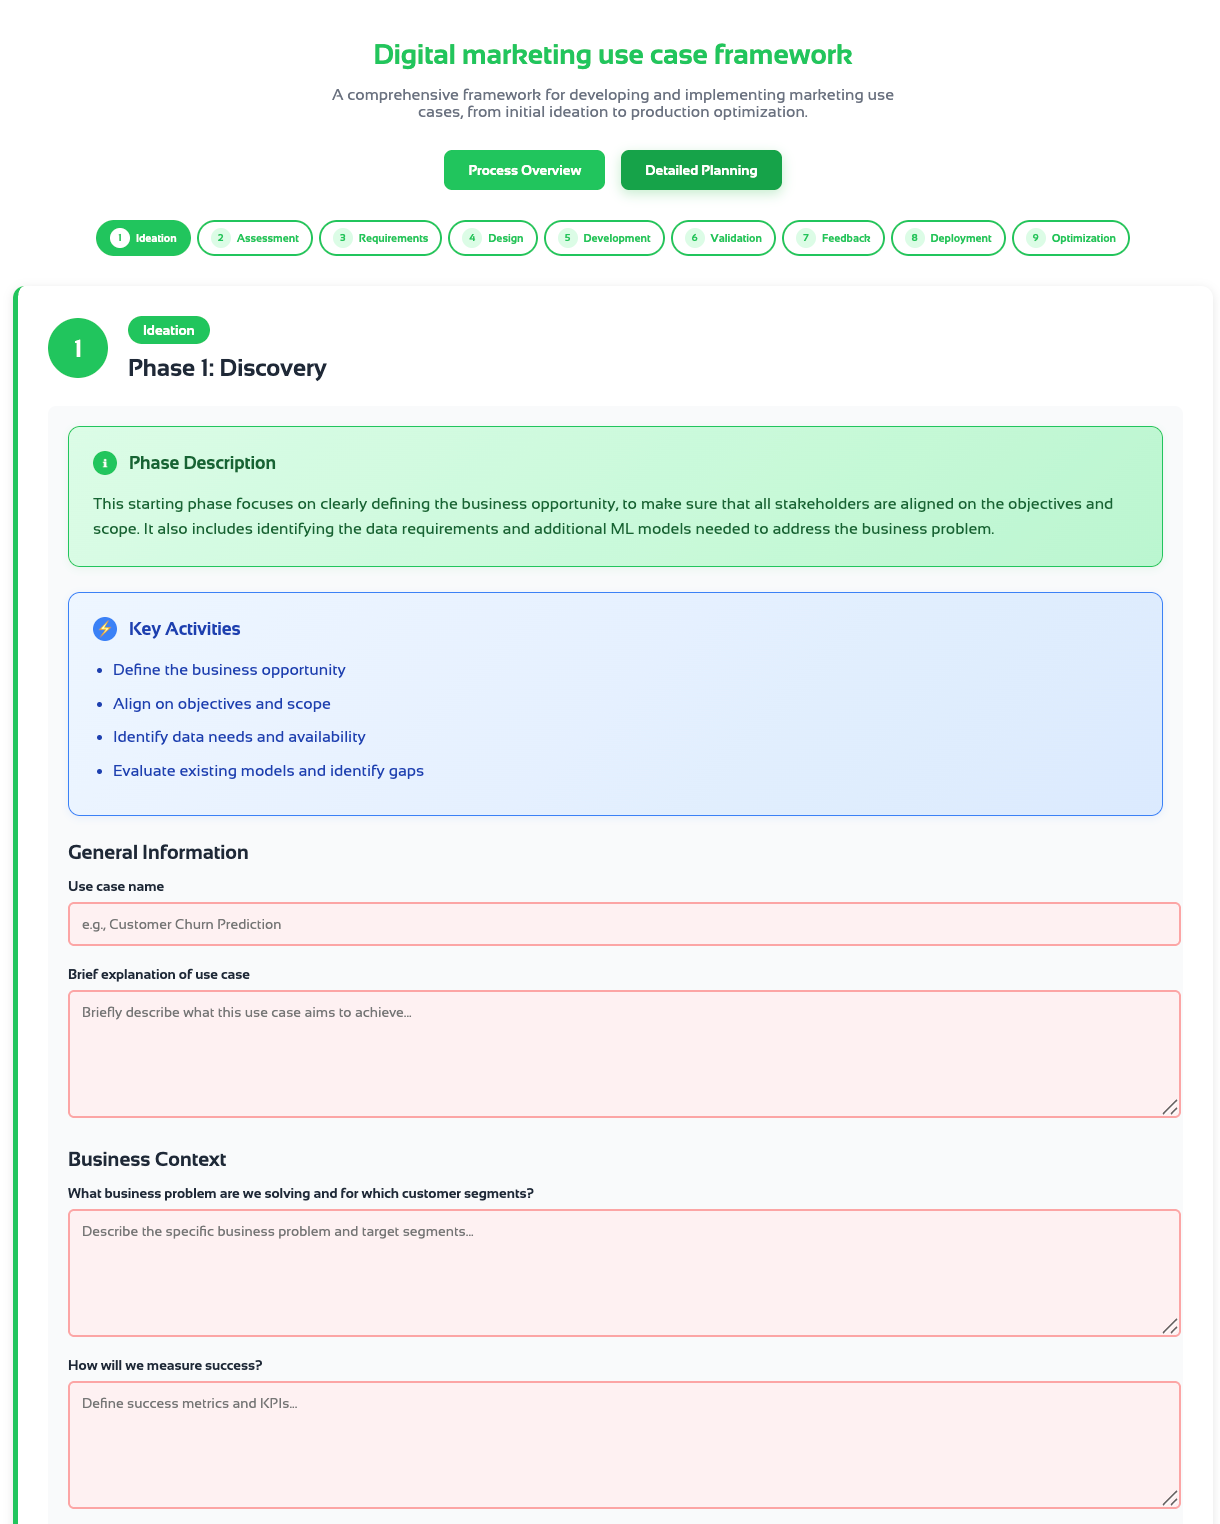 Digital marketing use case framework
A comprehensive framework for developing and implementing marketing use
cases, from initial ideation to production optimization.
Process Overview
Detailed Planning
1 Ideation
2 Assessment
3 Requirements
4 Design
5 Development
6 Validation
7 Feedback
8 Deployment
9 Optimization
1
Ideation
Phase 1: Discovery
i Phase Description
This starting phase focuses on clearly defining the business opportunity, to make sure that all stakeholders are aligned on the objectives and
scope. It also includes identifying the data requirements and additional ML models needed to address the business problem.
⚡ Key Activities
• Define the business opportunity
• Align on objectives and scope
• Identify data needs and availability
• Evaluate existing models and identify gaps
General Information
Use case name
e.g., Customer Churn Prediction
Brief explanation of use case
Briefly describe what this use case aims to achieve...
Business Context
What business problem are we solving and for which customer segments?
Describe the specific business problem and target segments...
How will we measure success?
Define success metrics and KPIs...